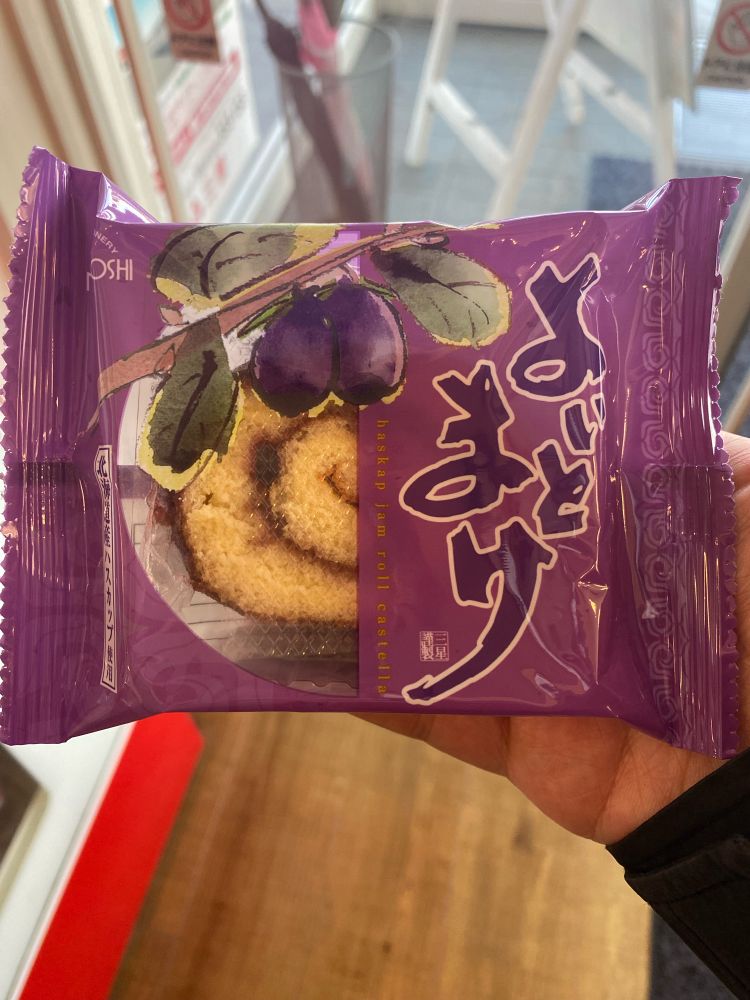 NERY
OSHI
よいとまけ
haskap jam roll castella
北海道産ハスカップ使用
三星
謹製